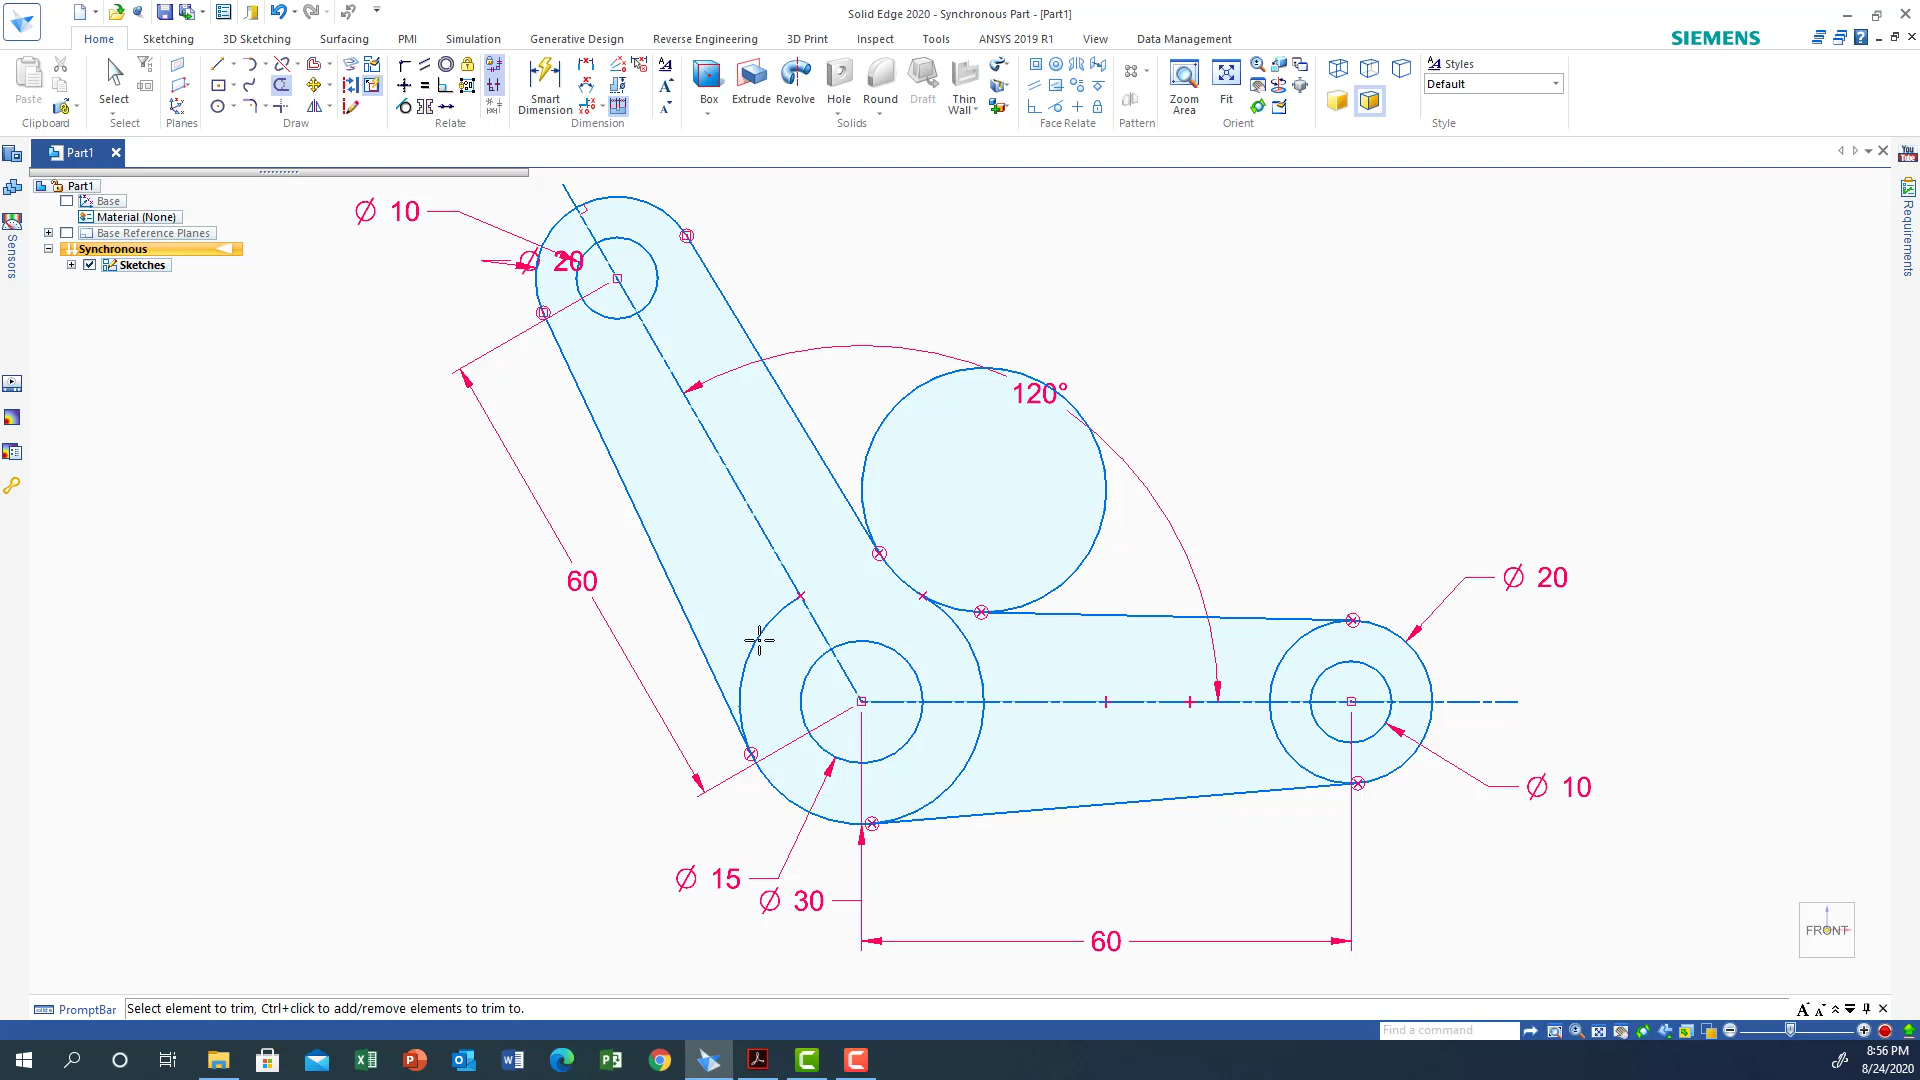 Solid Edge 2020 - Synchronous Part - [Part1]
Home Sketching 3D Sketching Surfacing PMI Simulation Generative Design Reverse Engineering 3D Print Inspect Tools ANSYS 2019 R1 View Data Management
SIEMENS
Paste
Select
Smart Dimension
Box Extrude Revolve Hole Round Draft Thin Wall
Zoom Area
Fit
Styles
Default
Clipboard Select Planes Draw Relate Dimension Solids Face Relate Pattern Orient Style
Part1
You Tube
Part1
Base
Material (None)
Base Reference Planes
Synchronous
Sketches
Sensors
Requirements
Ø 10
Ø 20
120°
60
Ø 20
Ø 10
Ø 15
Ø 30
60
FRONT
PromptBar
Select element to trim, Ctrl+click to add/remove elements to trim to.
Find a command
8:56 PM
8/24/2020